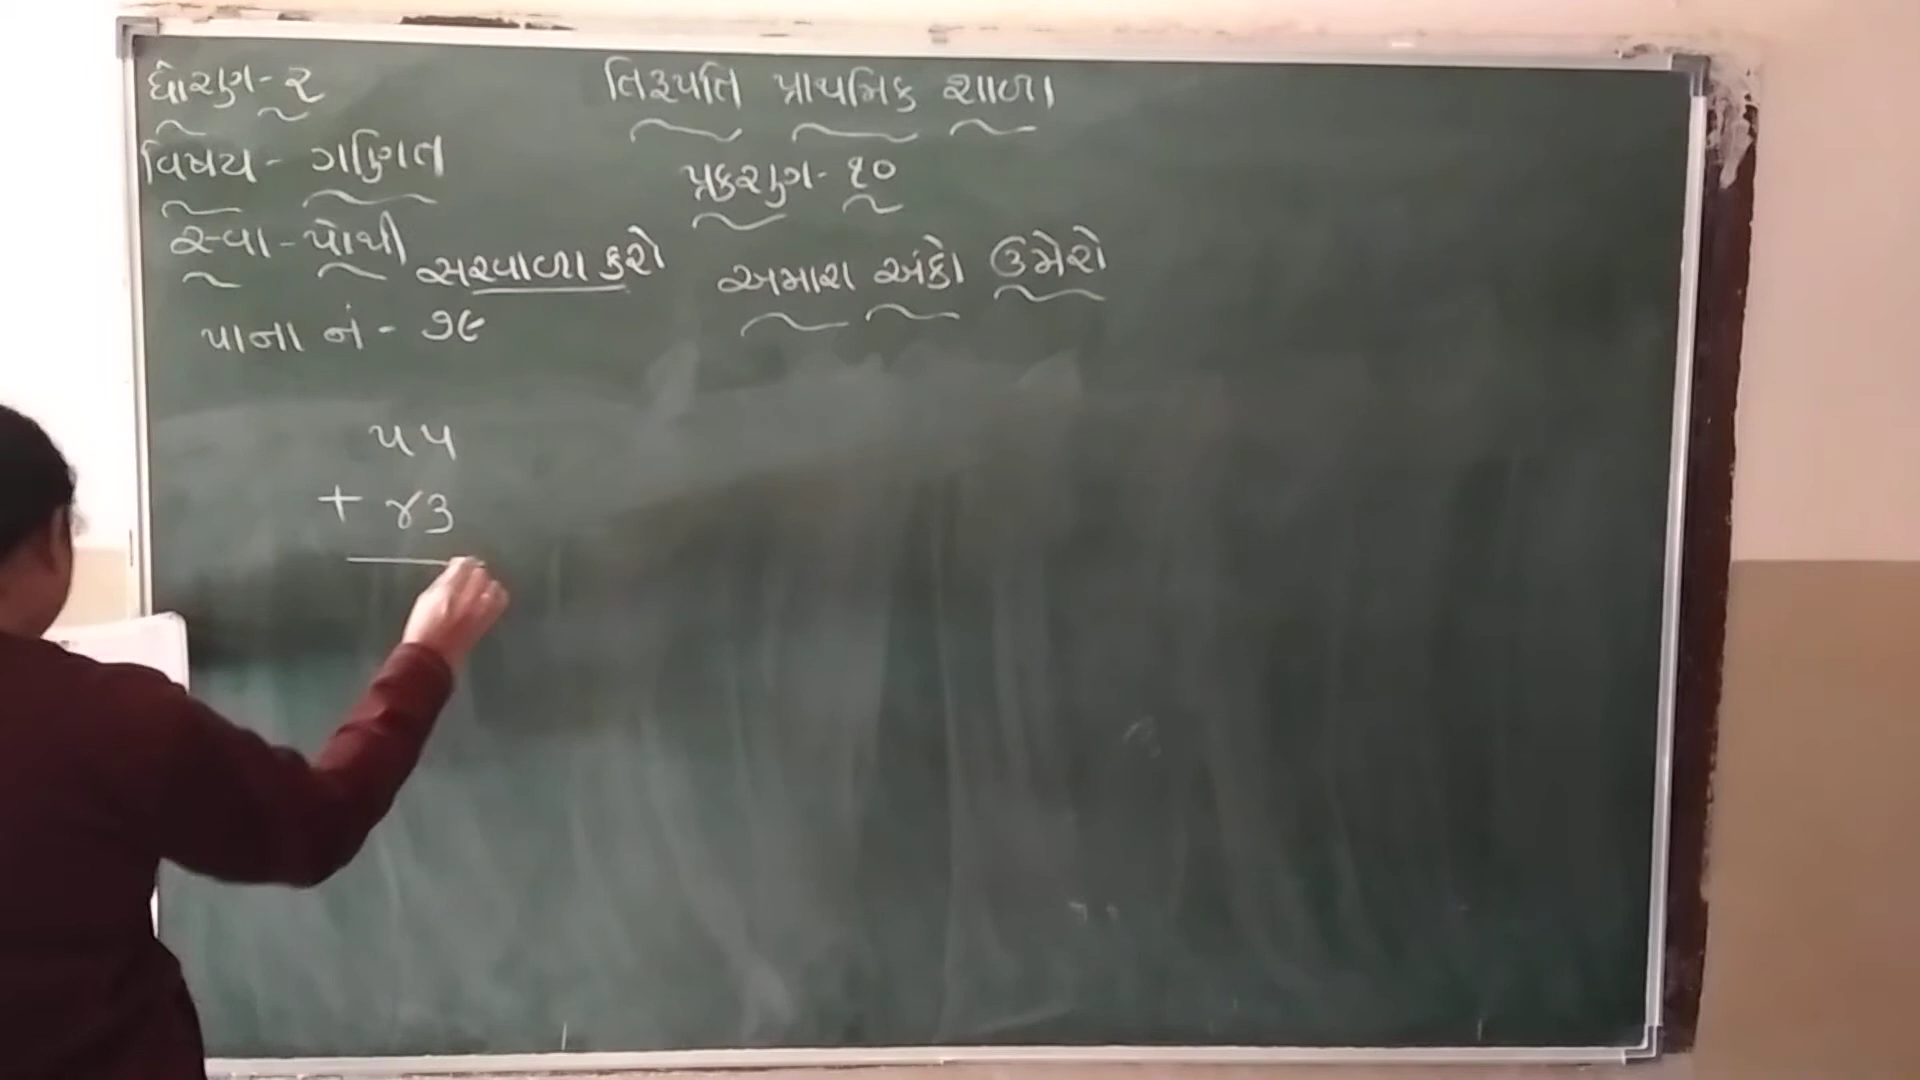 ધોરણ-૨
તિરૂપતિ પ્રાથમિક શાળા
વિષય - ગણિત
પ્રકરણ- ૧૦
સ્વા-પોથી
સરવાળા કરો
અમારા અંકો ઉમેરો
પાના નં - ૭૯
૫૫
+ ૪૩